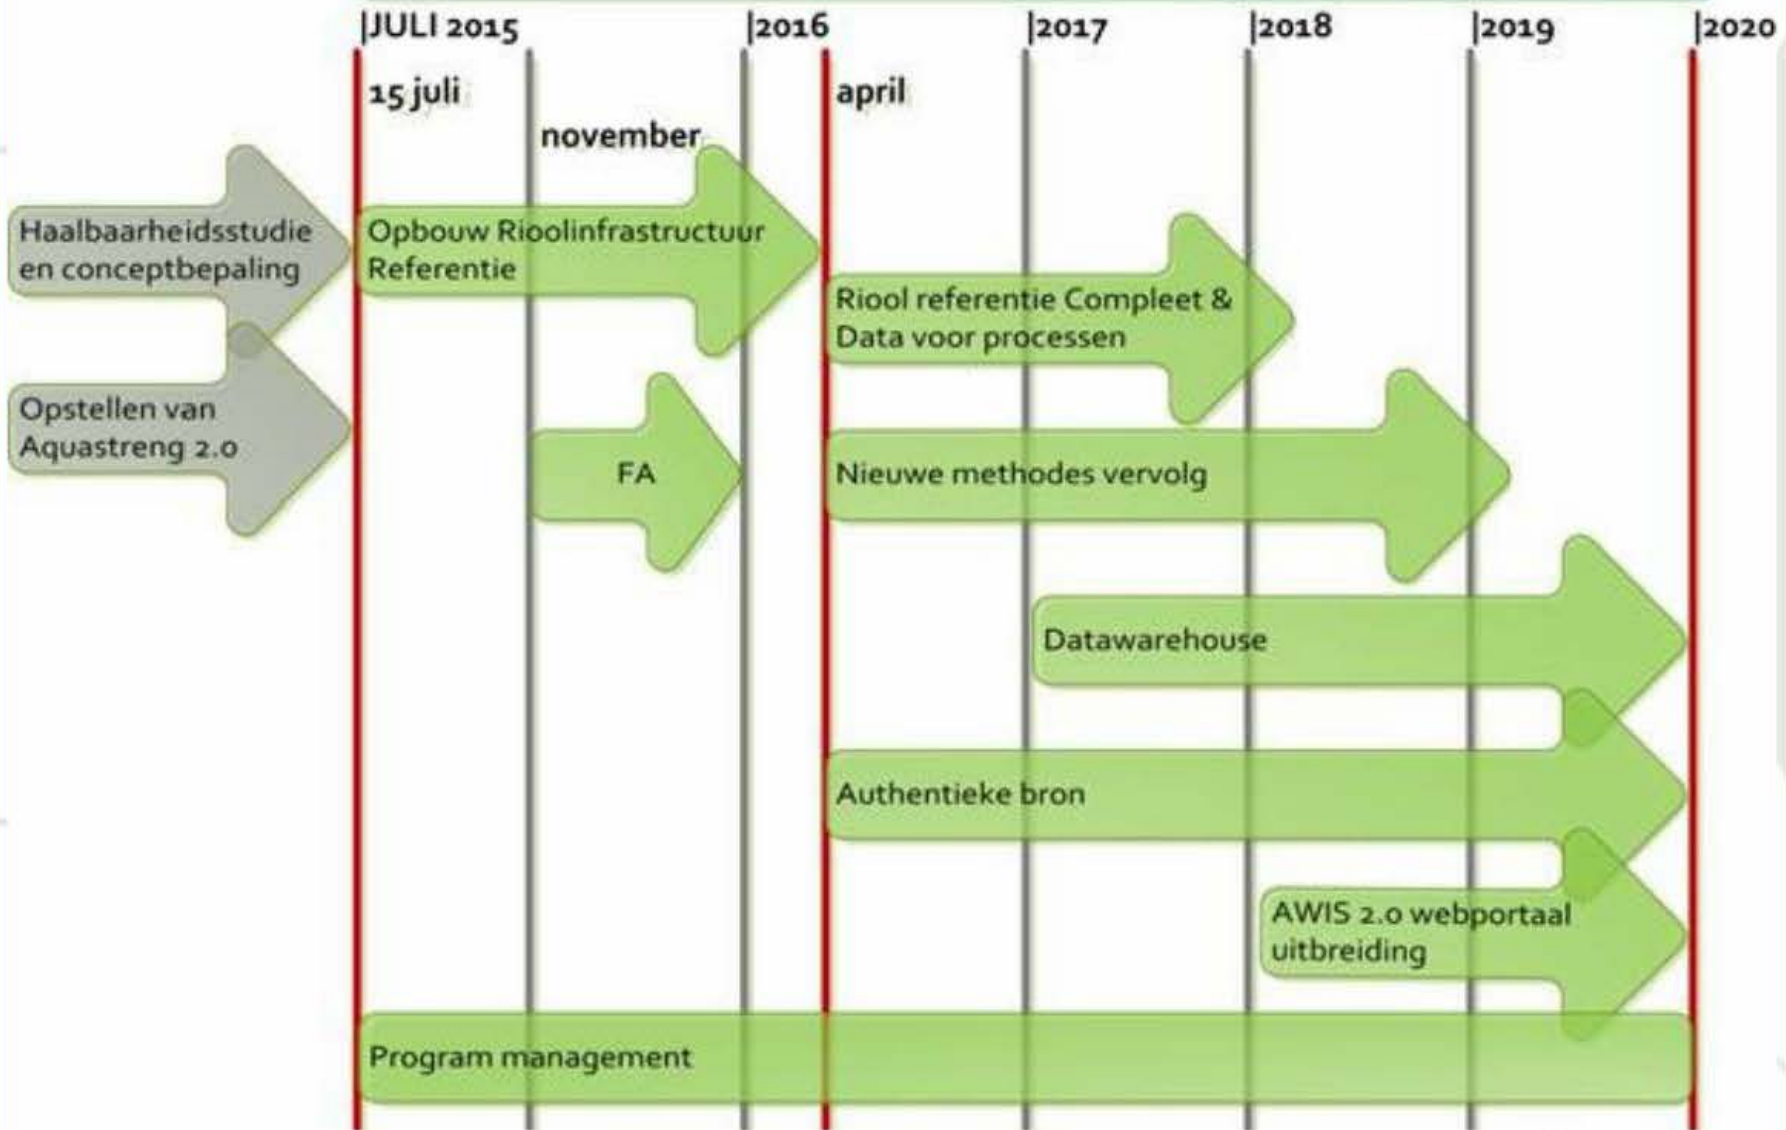 |JULI 2015 |2016 |2017 |2018 |2019 |2020
15 juli april
november
Haalbaarheidsstudie
en conceptbepaling
Opbouw Rioolinfrastructuur
Referentie
Riool referentie Compleet &
Data voor processen
Opstellen van
Aquastreng 2.0
FA
Nieuwe methodes vervolg
Datawarehouse
Authentieke bron
AWIS 2.0 webportaal
uitbreiding
Program management